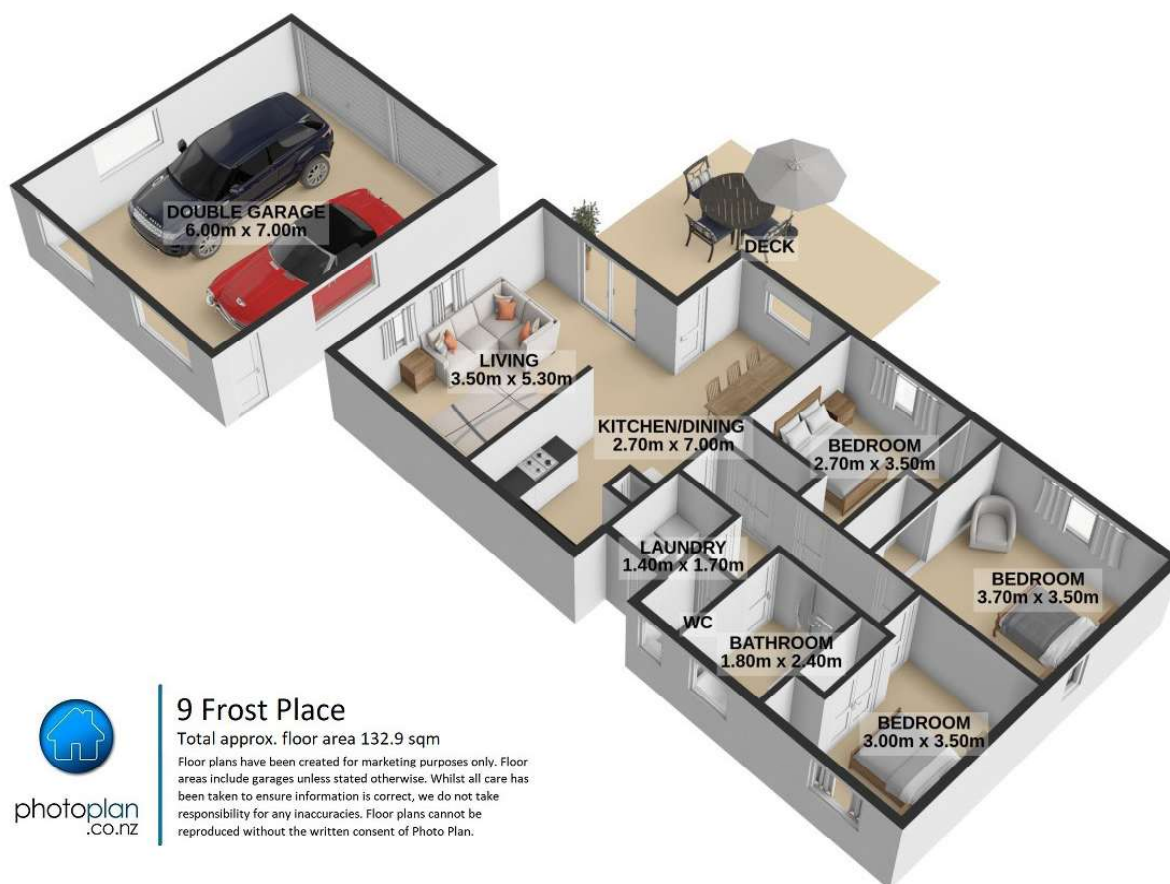 DOUBLE GARAGE
6.00m x 7.00m
DECK
LIVING
3.50m x 5.30m
KITCHEN/DINING
2.70m x 7.00m
BEDROOM
2.70m x 3.50m
LAUNDRY
1.40m x 1.70m
BEDROOM
3.70m x 3.50m
WC
BATHROOM
1.80m x 2.40m
BEDROOM
3.00m x 3.50m
photoplan
.co.nz
9 Frost Place
Total approx. floor area 132.9 sqm
Floor plans have been created for marketing purposes only. Floor
areas include garages unless stated otherwise. Whilst all care has
been taken to ensure information is correct, we do not take
responsibility for any inaccuracies. Floor plans cannot be
reproduced without the written consent of Photo Plan.